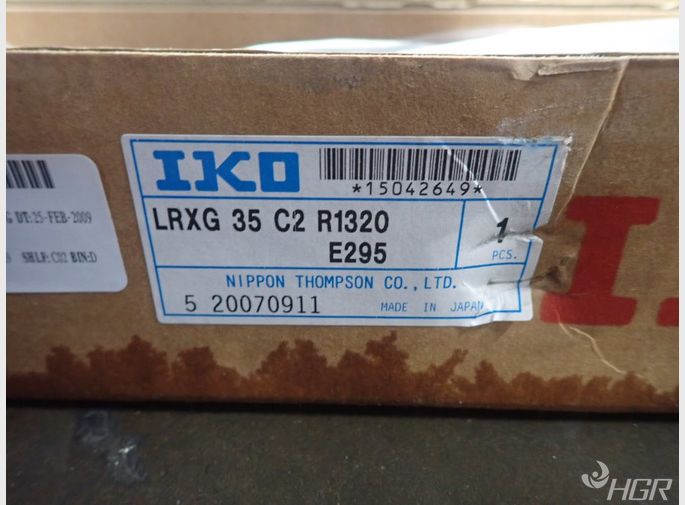 IKO
*15042649*
LRXG 35 C2 R1320
E295
1
PCS.
NIPPON THOMPSON CO., LTD.
5 20070911
MADE IN JAPAN
G DT:25-FEB-2009
SHLF:C02 BIN:D
I
HGR